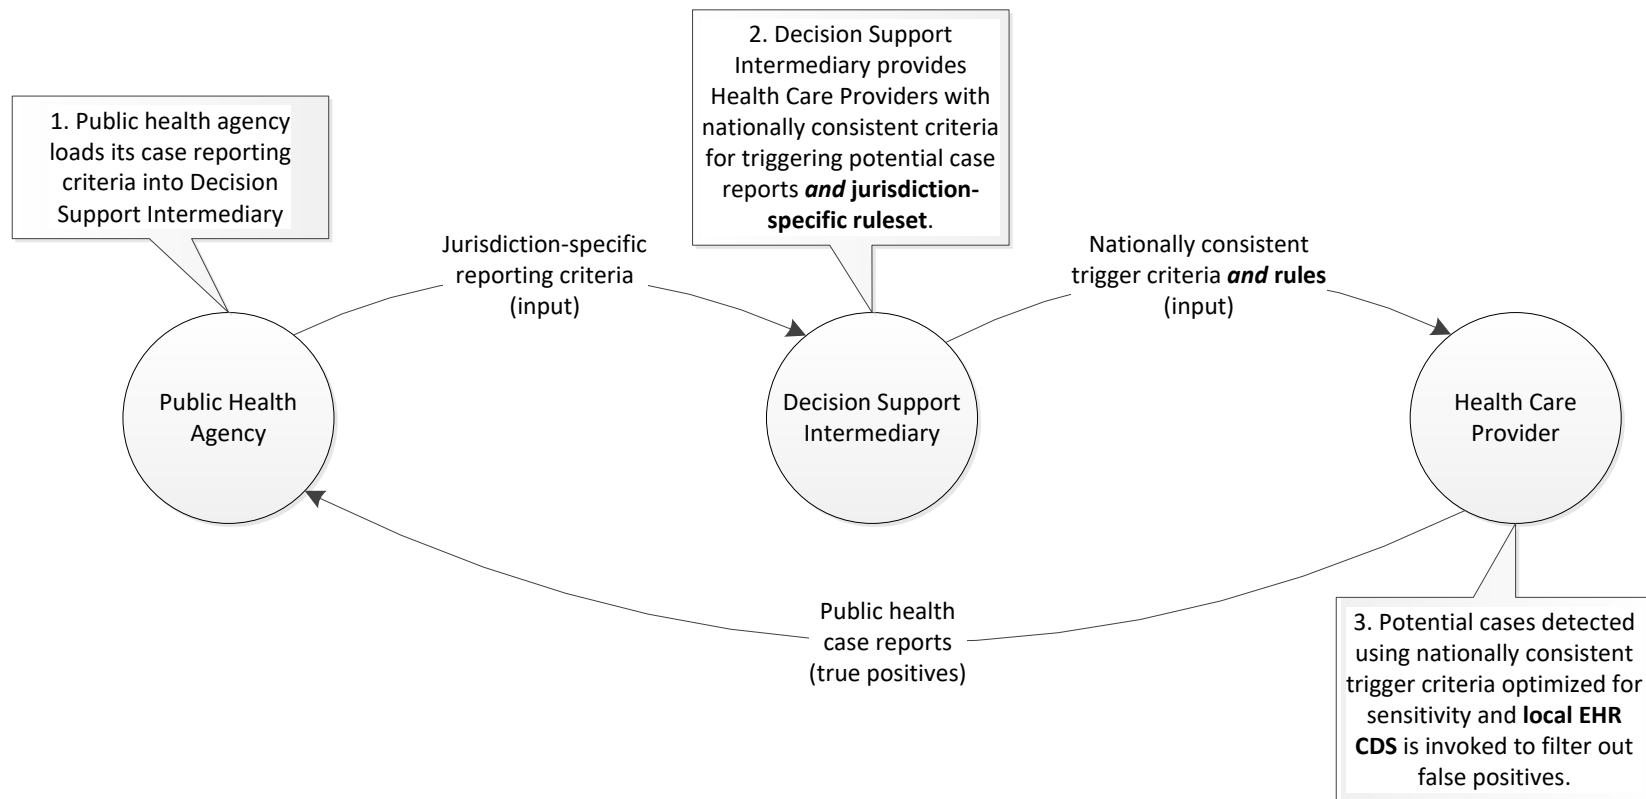 1. Public health agency
loads its case reporting
criteria into Decision
Support Intermediary
2. Decision Support
Intermediary provides
Health Care Providers with
nationally consistent criteria
for triggering potential case
reports and jurisdiction-
specific ruleset.
Jurisdiction-specific
reporting criteria
(input)
Nationally consistent
trigger criteria and rules
(input)
Public Health
Agency
Decision Support
Intermediary
Health Care
Provider
Public health
case reports
(true positives)
3. Potential cases detected
using nationally consistent
trigger criteria optimized for
sensitivity and local EHR
CDS is invoked to filter out
false positives.